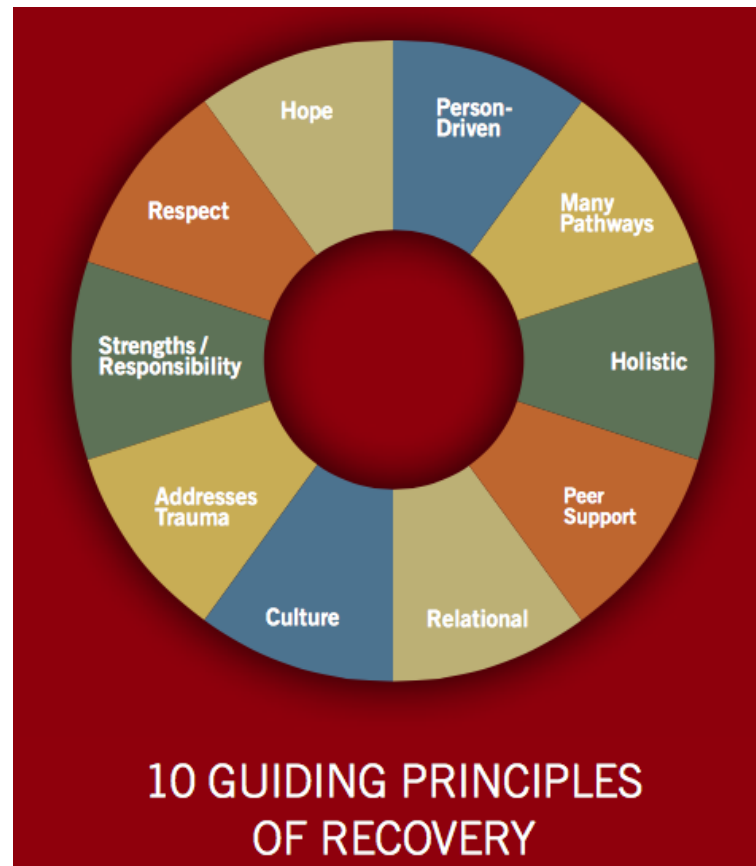 Hope
Person-
Driven
Many
Pathways
Holistic
Peer
Support
Relational
Culture
Addresses
Trauma
Strengths /
Responsibility
Respect
10 GUIDING PRINCIPLES
OF RECOVERY